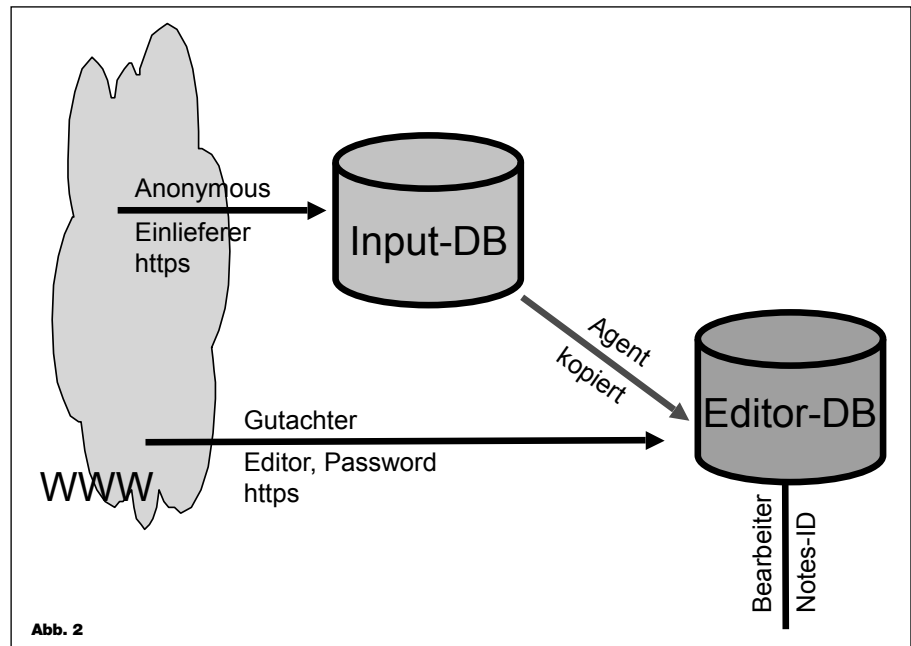 Anonymous
Einlieferer
https
Input-DB
Agent
kopiert
Editor-DB
Gutachter
Editor, Password
https
WWW
Bearbeiter
Notes-ID
Abb. 2